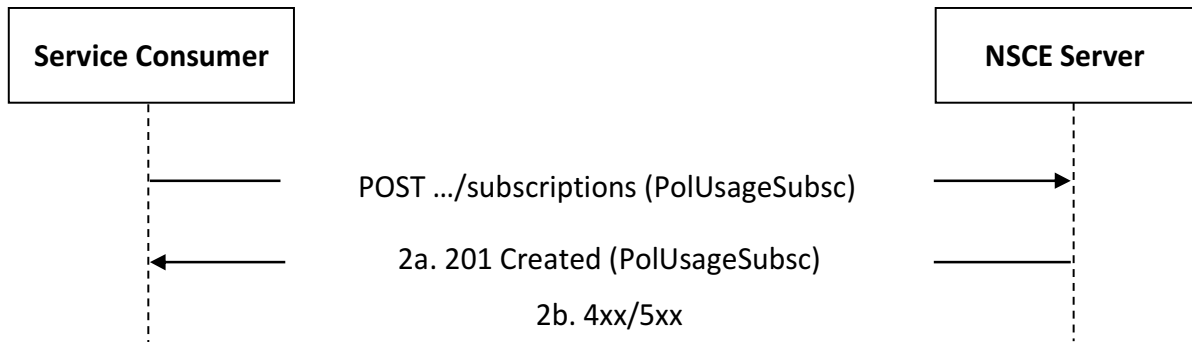 Service Consumer
NSCE Server
POST .../subscriptions (PolUsageSubsc)
2a. 201 Created (PolUsageSubsc)
2b. 4xx/5xx